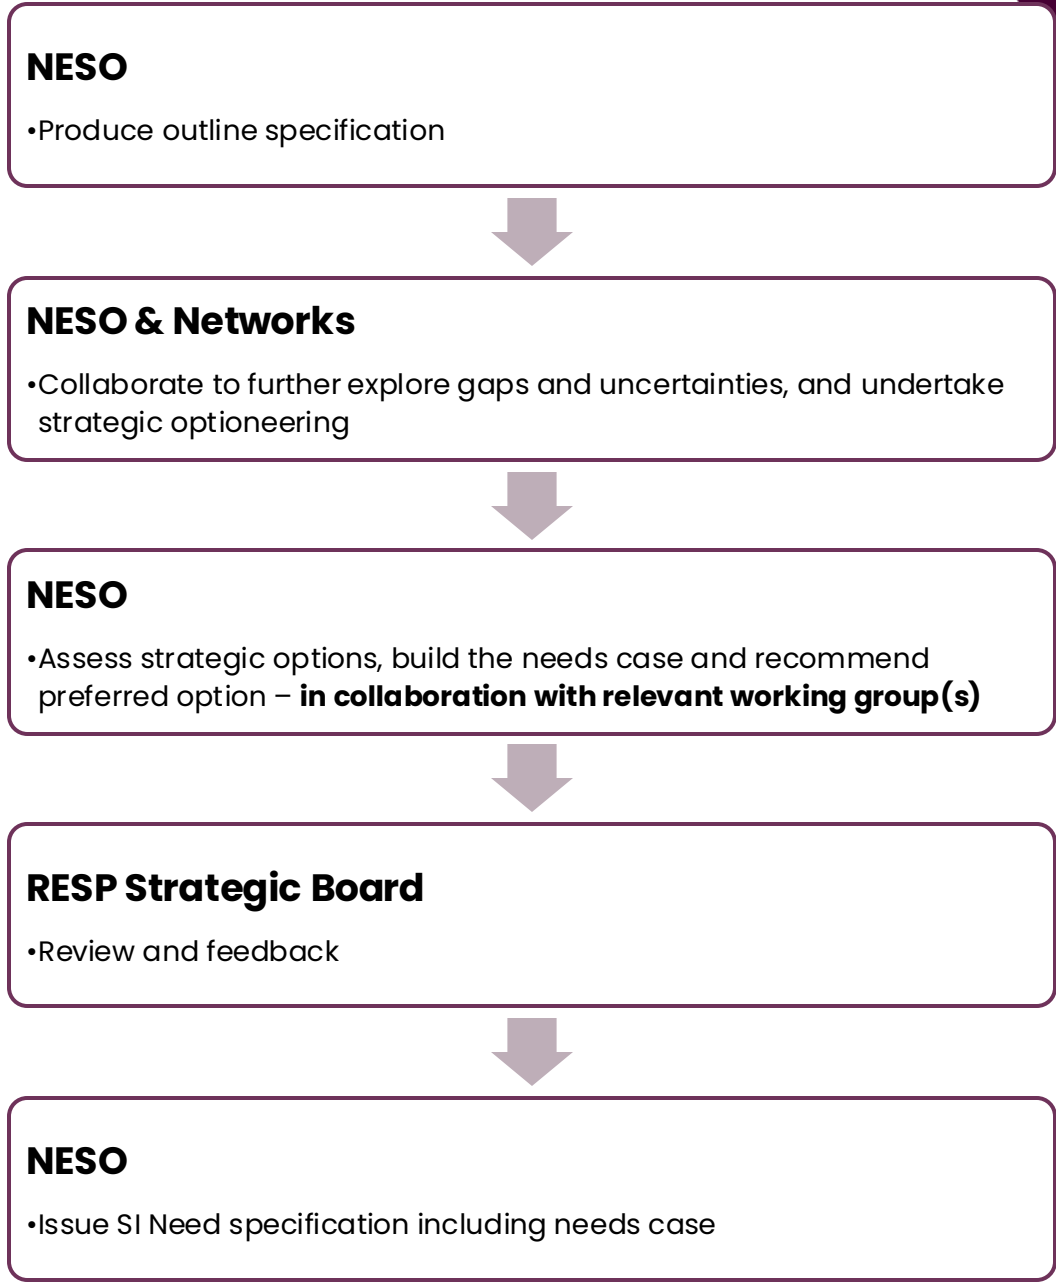 NESO
•Produce outline specification
NESO & Networks
•Collaborate to further explore gaps and uncertainties, and undertake
strategic optioneering
NESO
•Assess strategic options, build the needs case and recommend
preferred option – in collaboration with relevant working group(s)
RESP Strategic Board
•Review and feedback
NESO
•Issue SI Need specification including needs case